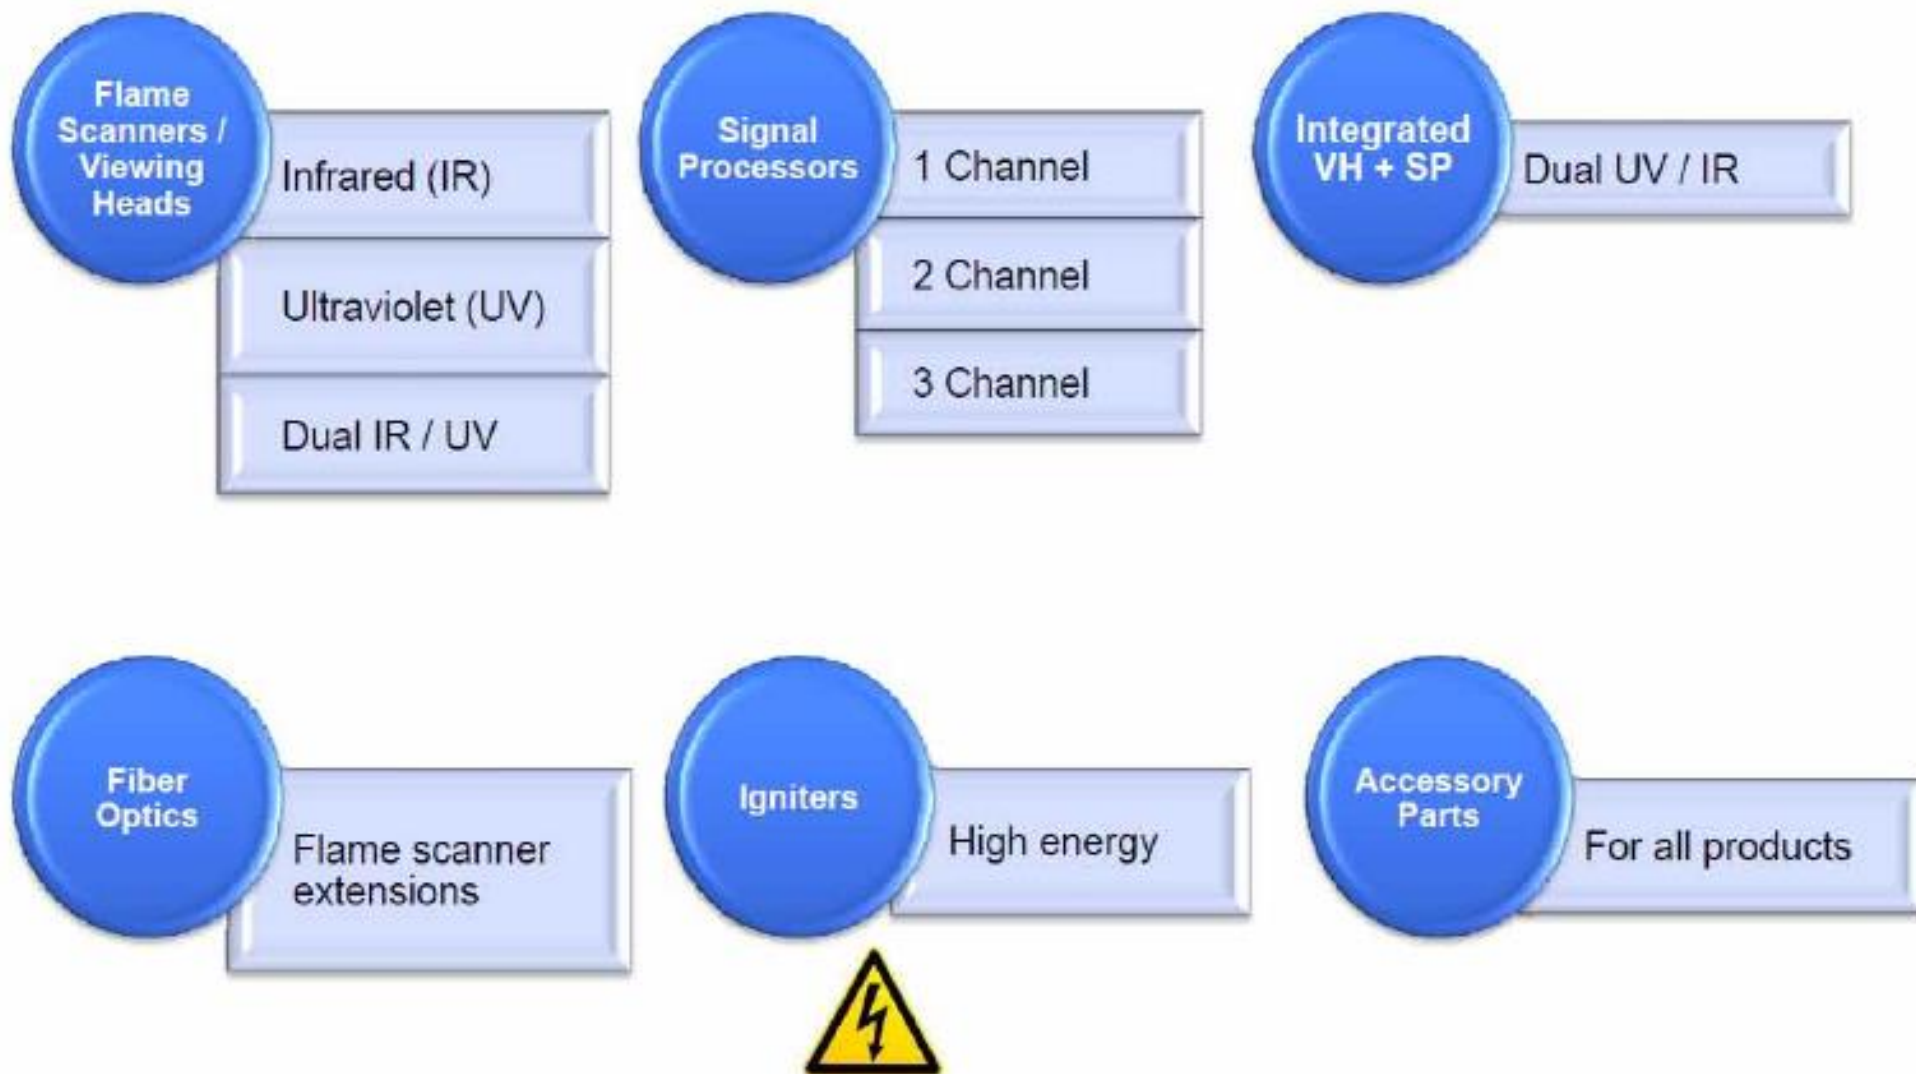 Flame
Scanners /
Viewing
Heads
Infrared (IR)
Ultraviolet (UV)
Dual IR / UV
Signal
Processors
1 Channel
2 Channel
3 Channel
Integrated
VH + SP
Dual UV / IR
Fiber
Optics
Flame scanner
extensions
Igniters
High energy
Accessory
Parts
For all products